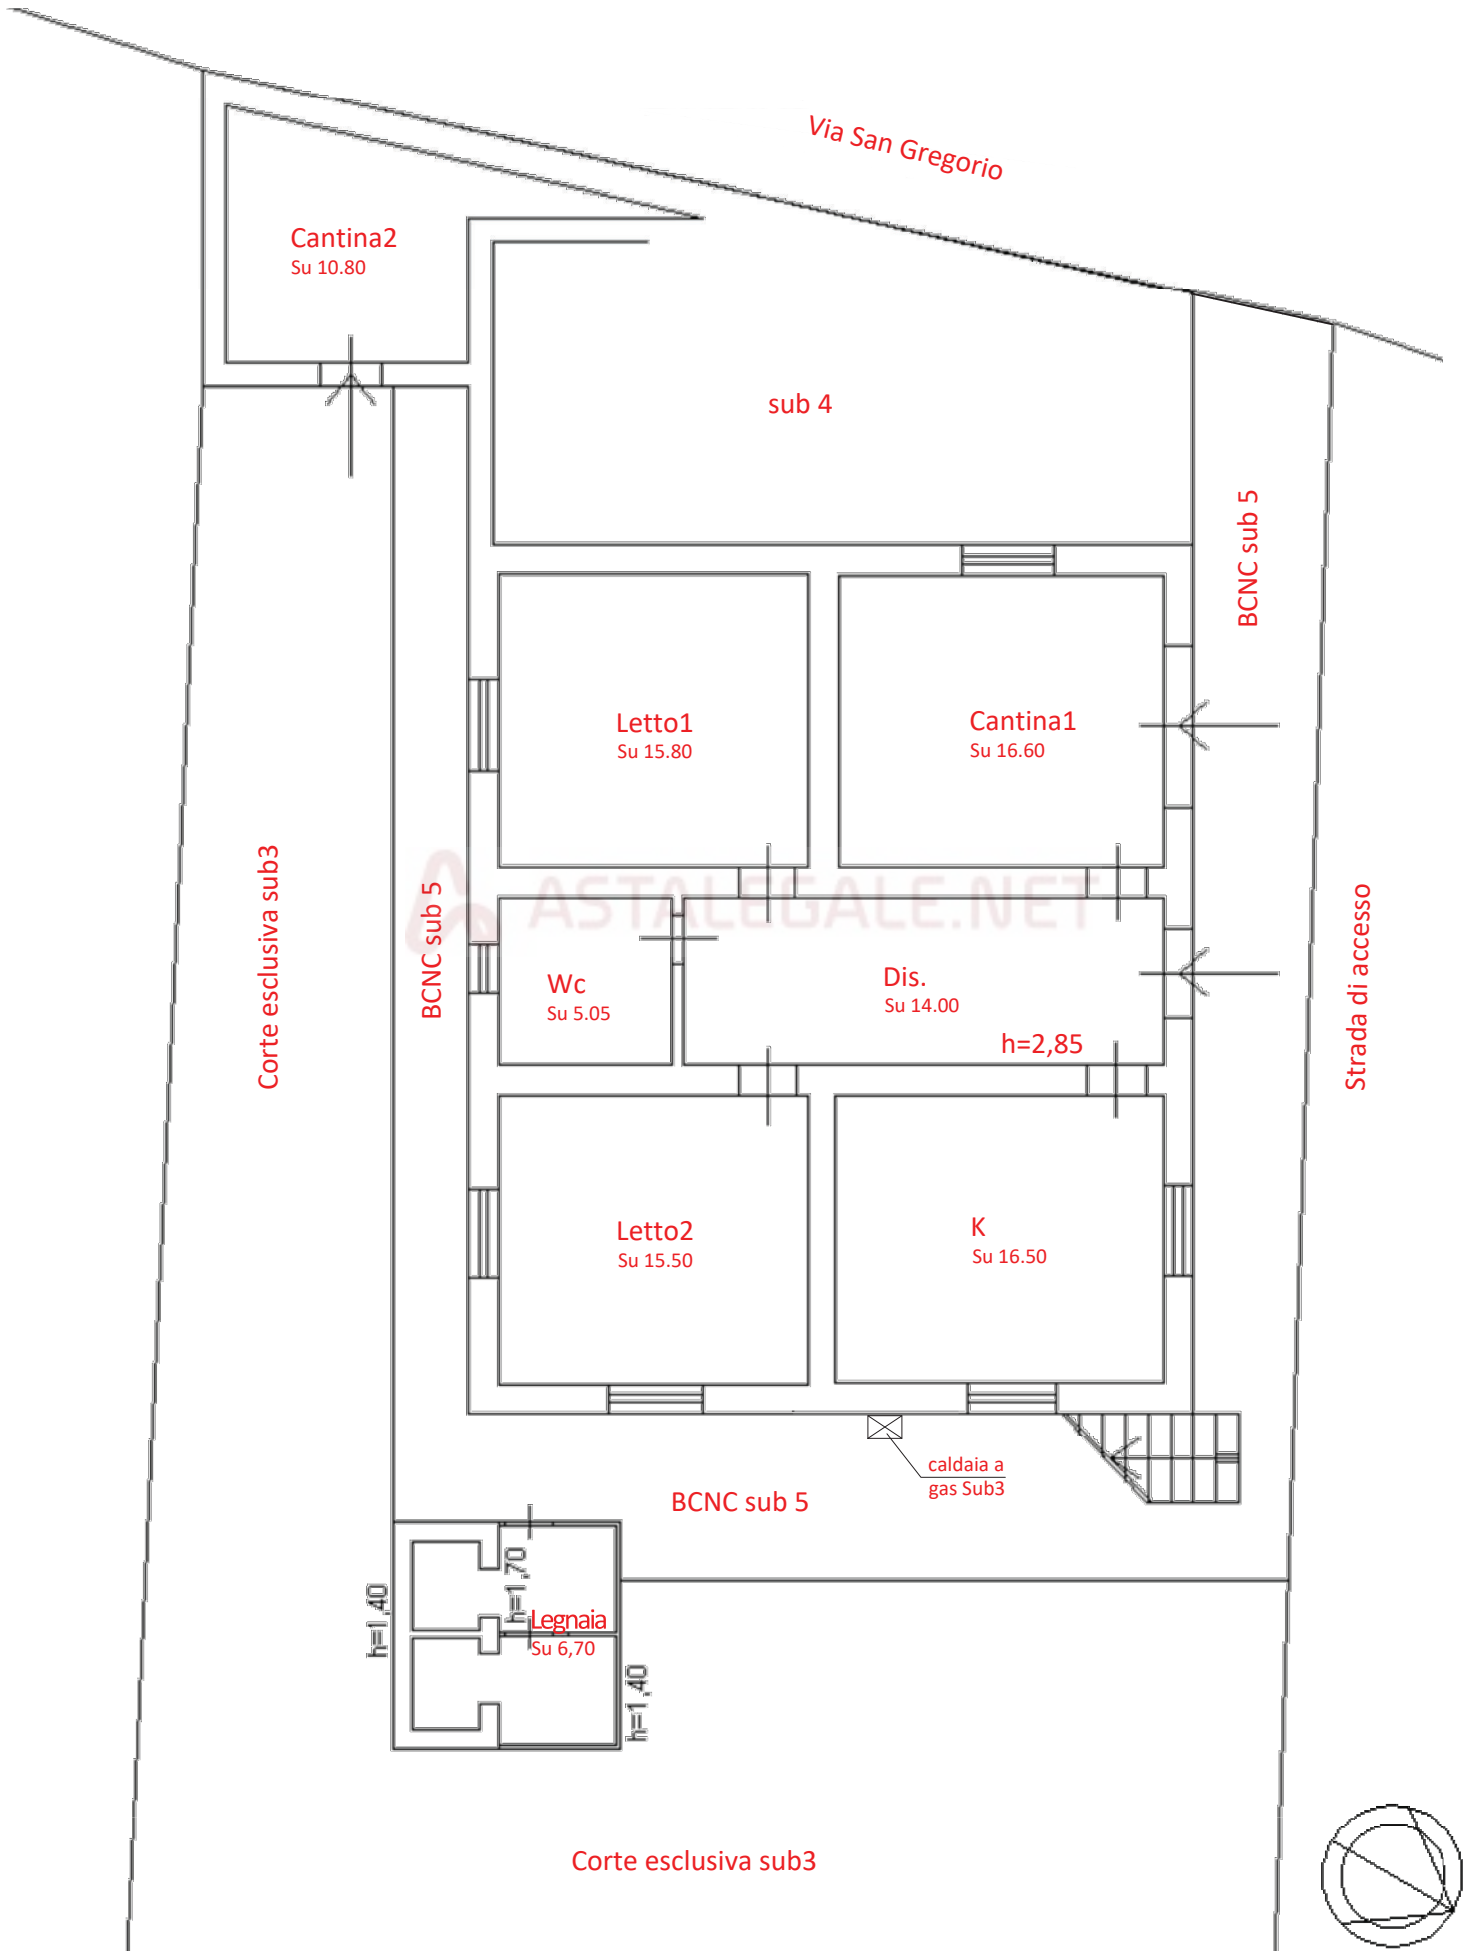 Via San Gregorio
Cantina2
Su 10.80
sub 4
BCNC sub 5
Letto1
Su 15.80
Cantina1
Su 16.60
Corte esclusiva sub3
BCNC sub 5
ASTALEGALE.NET
Strada di accesso
Wc
Su 5.05
Dis.
Su 14.00
h=2,85
Letto2
Su 15.50
K
Su 16.50
caldaia a
gas Sub3
BCNC sub 5
h=1,40
h=1,70
Legnaia
Su 6,70
h=1,40
Corte esclusiva sub3